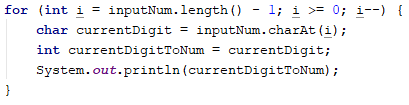 for (int i = inputNum.length() - 1; i >= 0; i--) {
    char currentDigit = inputNum.charAt(i);
    int currentDigitToNum = currentDigit;
    System.out.println(currentDigitToNum);
}